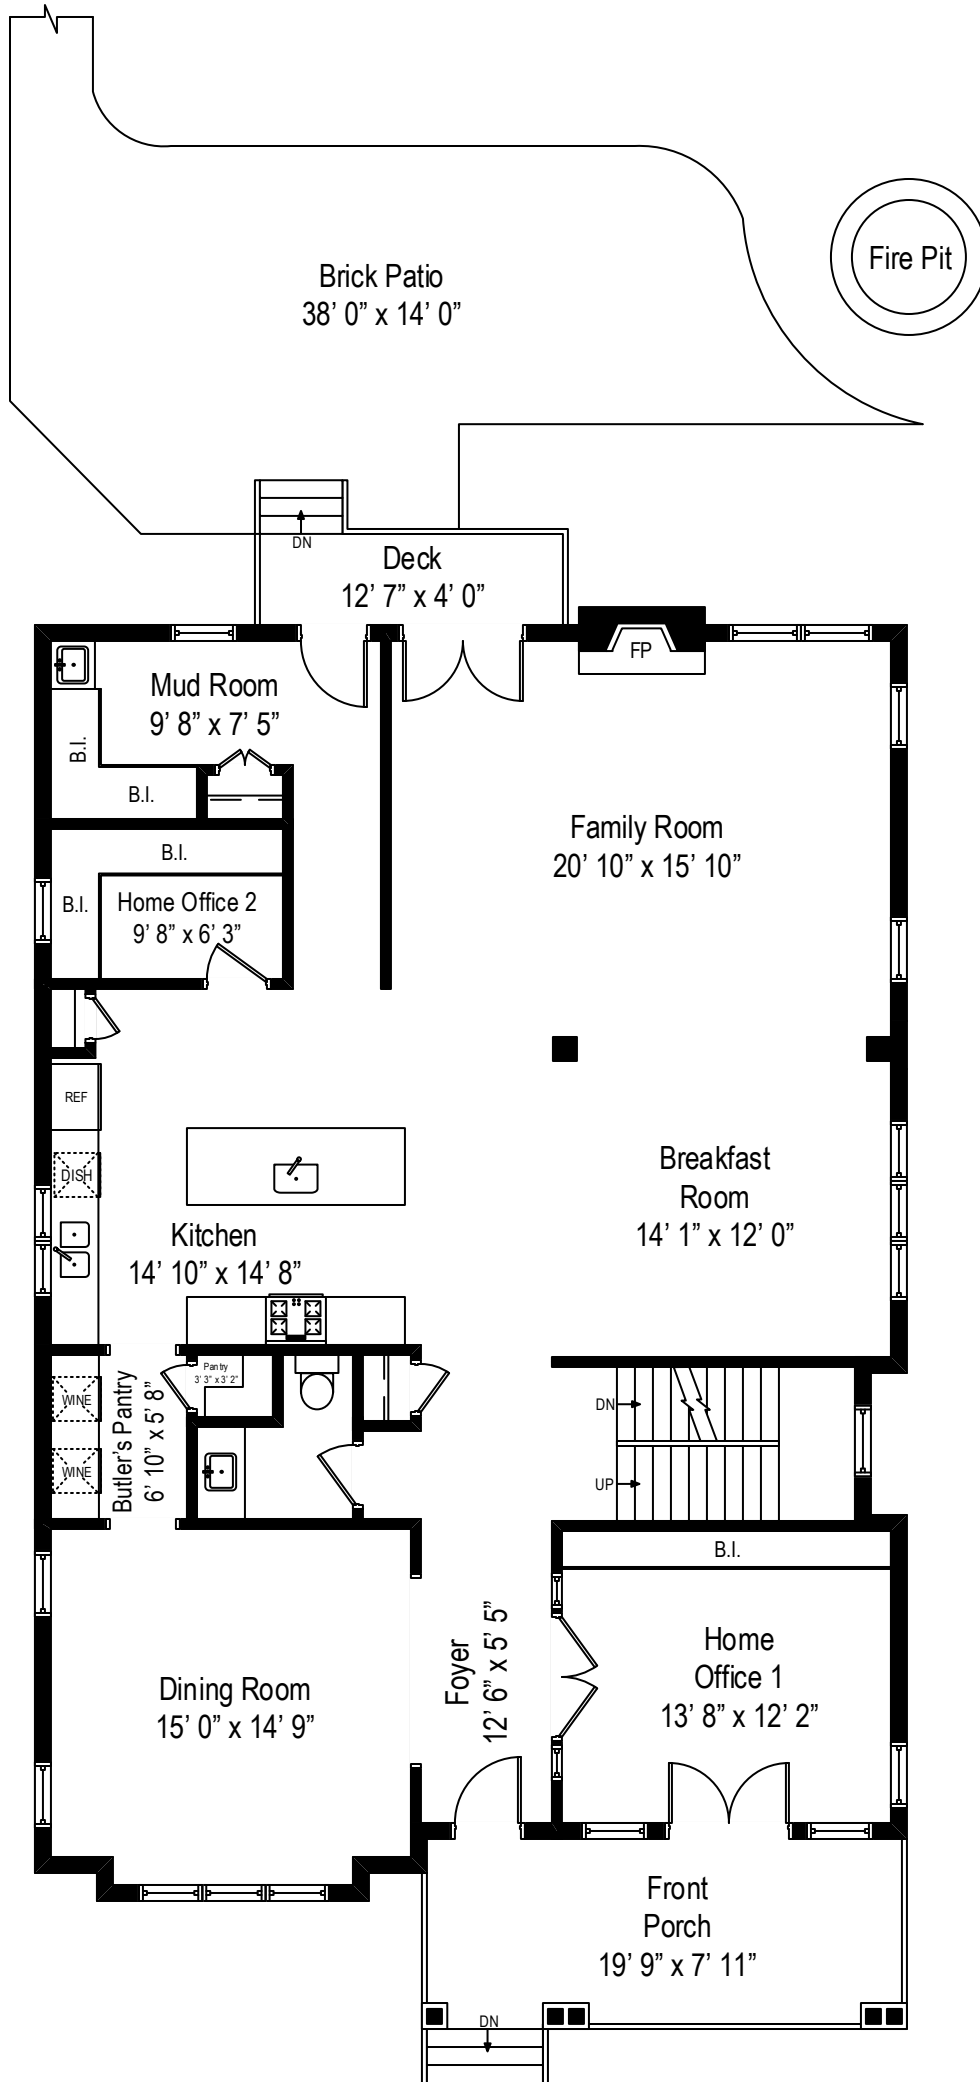 Brick Patio
38’ 0” x 14’ 0”
Fire Pit
DN
Deck
12’ 7” x 4’ 0”
FP
Mud Room
9’ 8” x 7’ 5”
B.I.
B.I.
Family Room
20’ 10” x 15’ 10”
B.I.
B.I.
Home Office 2
9’ 8” x 6’ 3”
REF
DISH
Breakfast
Room
14’ 1” x 12’ 0”
Kitchen
14’ 10” x 14’ 8”
Pantry
3’ 3” x 3’ 2”
WINE
WINE
Butler’s Pantry
6’ 10” x 5’ 8”
DN
UP
B.I.
Home
Office 1
13’ 8” x 12’ 2”
Foyer
12’ 6” x 5’ 5”
Dining Room
15’ 0” x 14’ 9”
Front
Porch
19’ 9” x 7’ 11”
DN